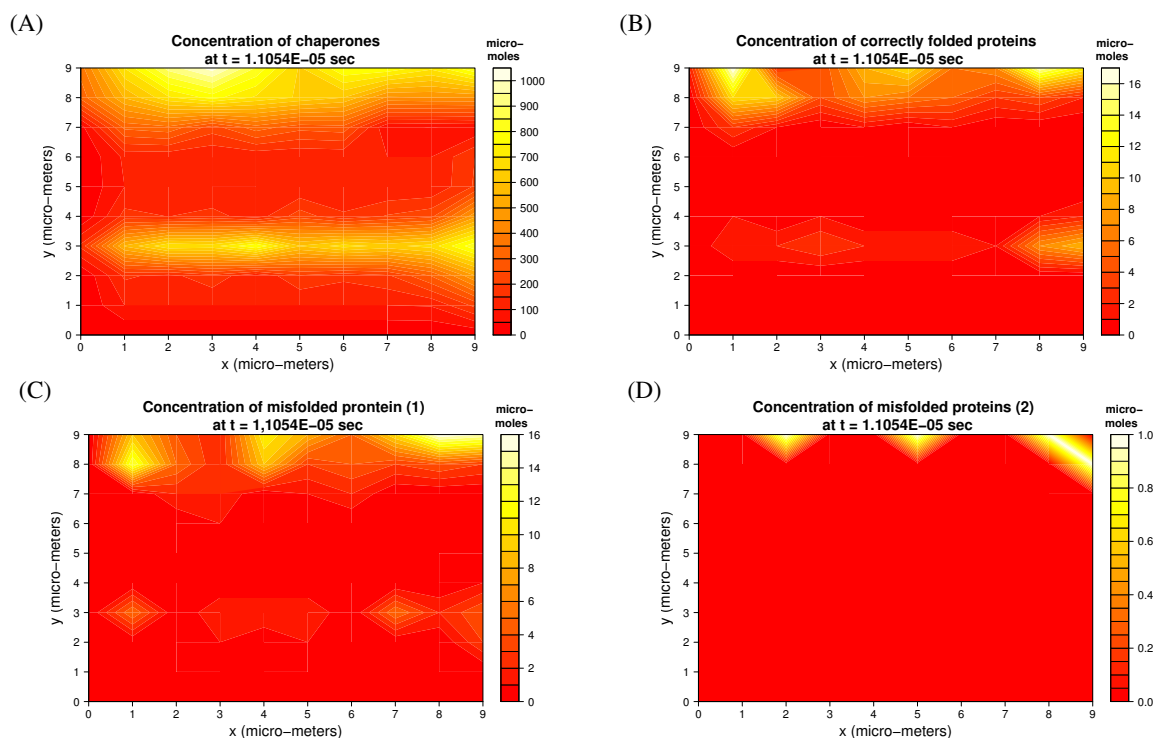 (A)
Concentration of chaperones
at t = 1.1054E−05 sec
micro−
moles
9
8
7
6
5
4
3
2
1
0
y (micro−meters)
0 1 2 3 4 5 6 7 8 9
x (micro−meters)
1000
900
800
700
600
500
400
300
200
100
0
(B)
Concentration of correctly folded proteins
at t = 1.1054E−05 sec
micro−
moles
9
8
7
6
5
4
3
2
1
0
y (micro−meters)
0 1 2 3 4 5 6 7 8 9
x (micro−meters)
16
14
12
10
8
6
4
2
0
(C)
Concentration of misfolded prontein (1)
at t = 1,1054E−05 sec
micro−
moles
9
8
7
6
5
4
3
2
1
0
y (micro−meters)
0 1 2 3 4 5 6 7 8 9
x (micro−meters)
16
14
12
10
8
6
4
2
0
(D)
Concentration of misfolded proteins (2)
at t = 1.1054E−05 sec
micro−
moles
9
8
7
6
5
4
3
2
1
0
y (micro−meters)
0 1 2 3 4 5 6 7 8 9
x (micro−meters)
1.0
0.8
0.6
0.4
0.2
0.0